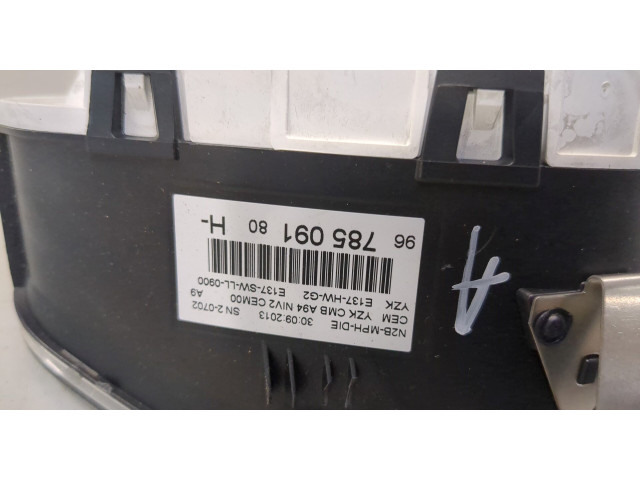 96 785 091 80 H-
YZK E137-HW-G2 E137-SW-LL-0900
CEM YZK CMB A94 NIV2 CEM00 A9
30.09.2013 SN 2-0702
N2B-MPH-DIE
A